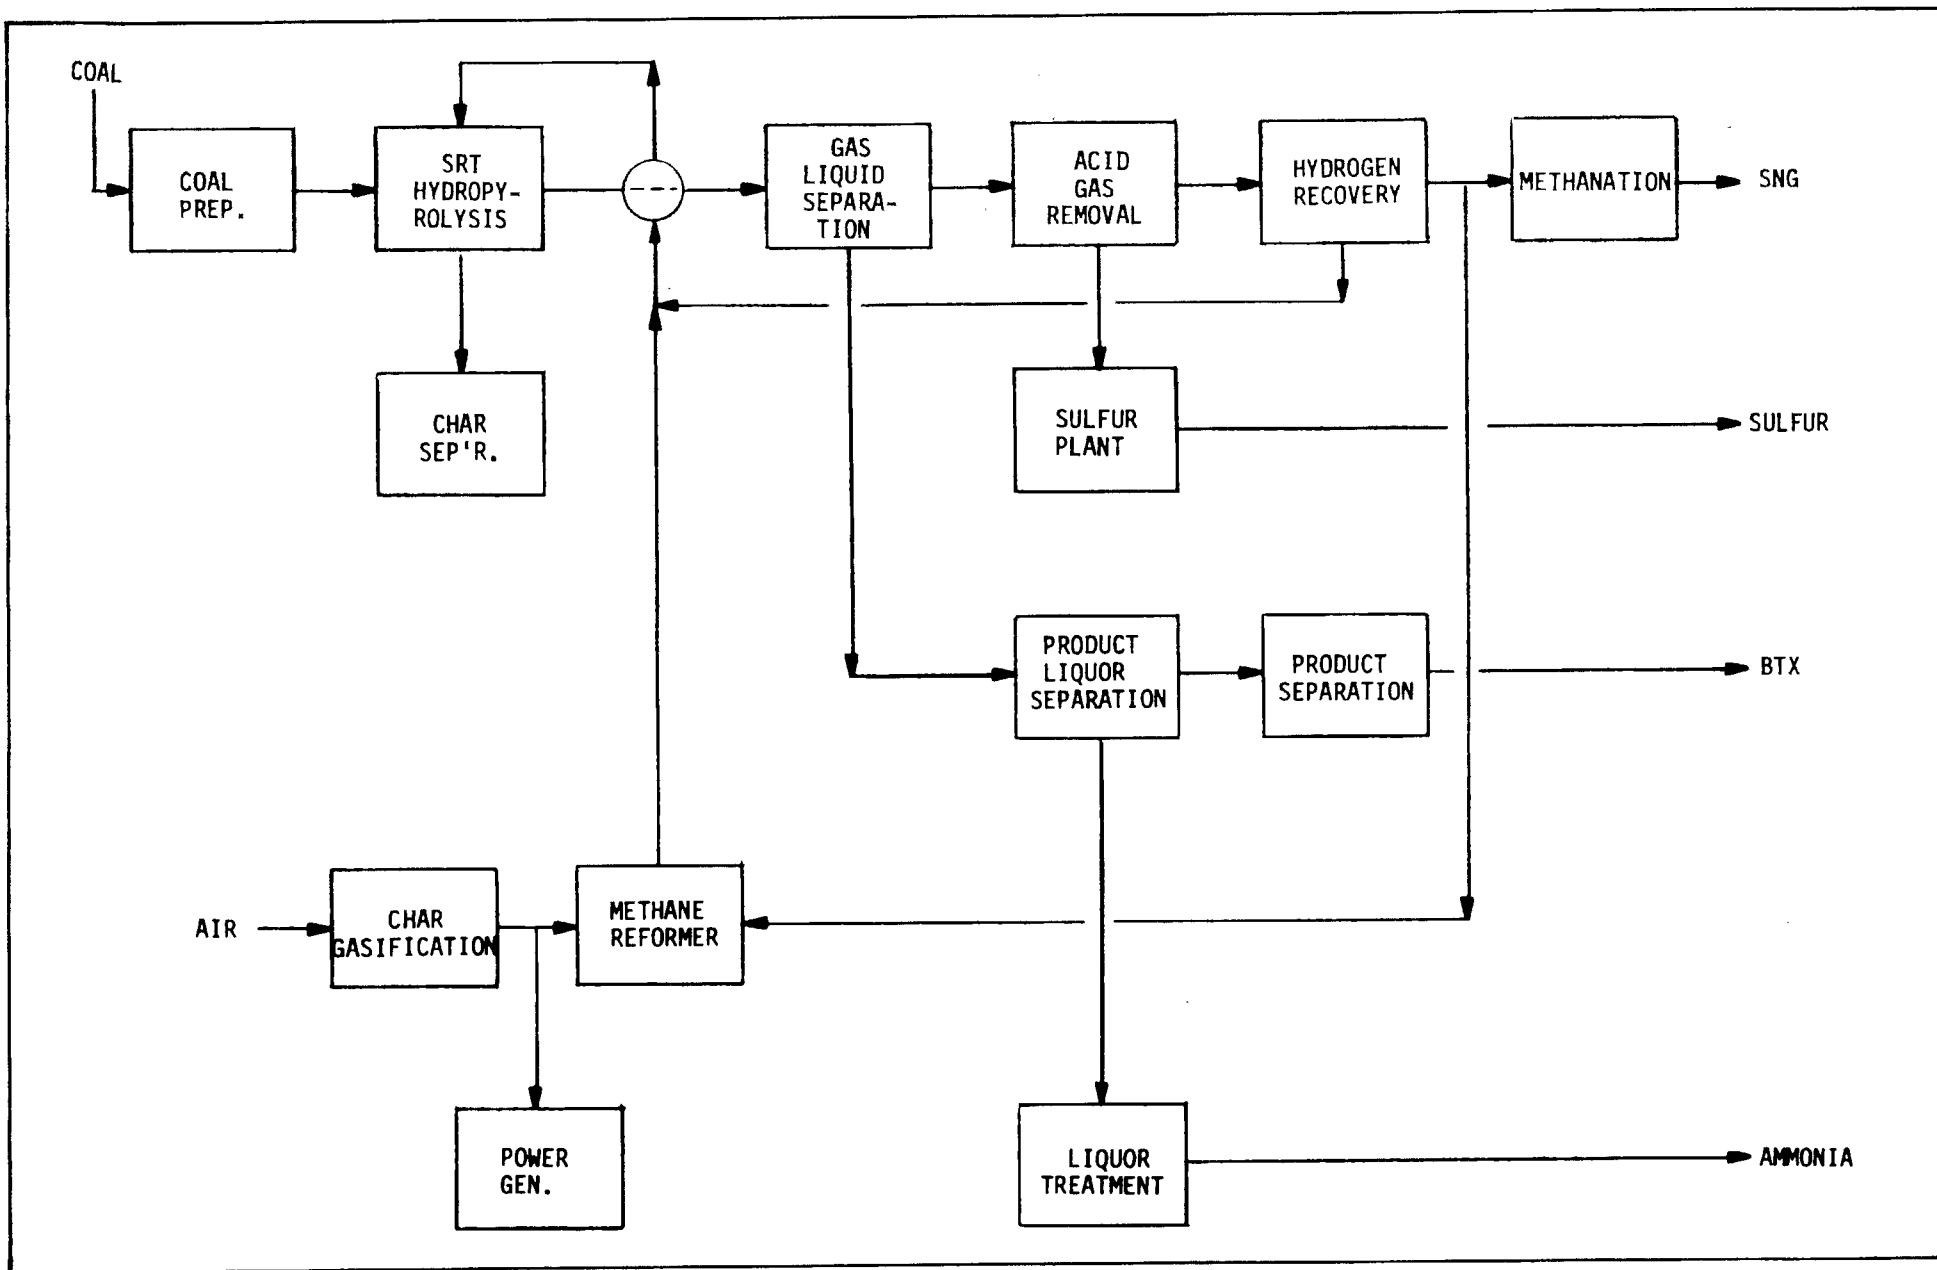 COAL
COAL
PREP.
SRT
HYDROPY-
ROLYSIS
GAS
LIQUID
SEPARA-
TION
ACID
GAS
REMOVAL
HYDROGEN
RECOVERY
METHANATION
SNG
CHAR
SEP'R.
SULFUR
PLANT
SULFUR
PRODUCT
LIQUOR
SEPARATION
PRODUCT
SEPARATION
BTX
AIR
CHAR
GASIFICATION
METHANE
REFORMER
POWER
GEN.
LIQUOR
TREATMENT
AMMONIA